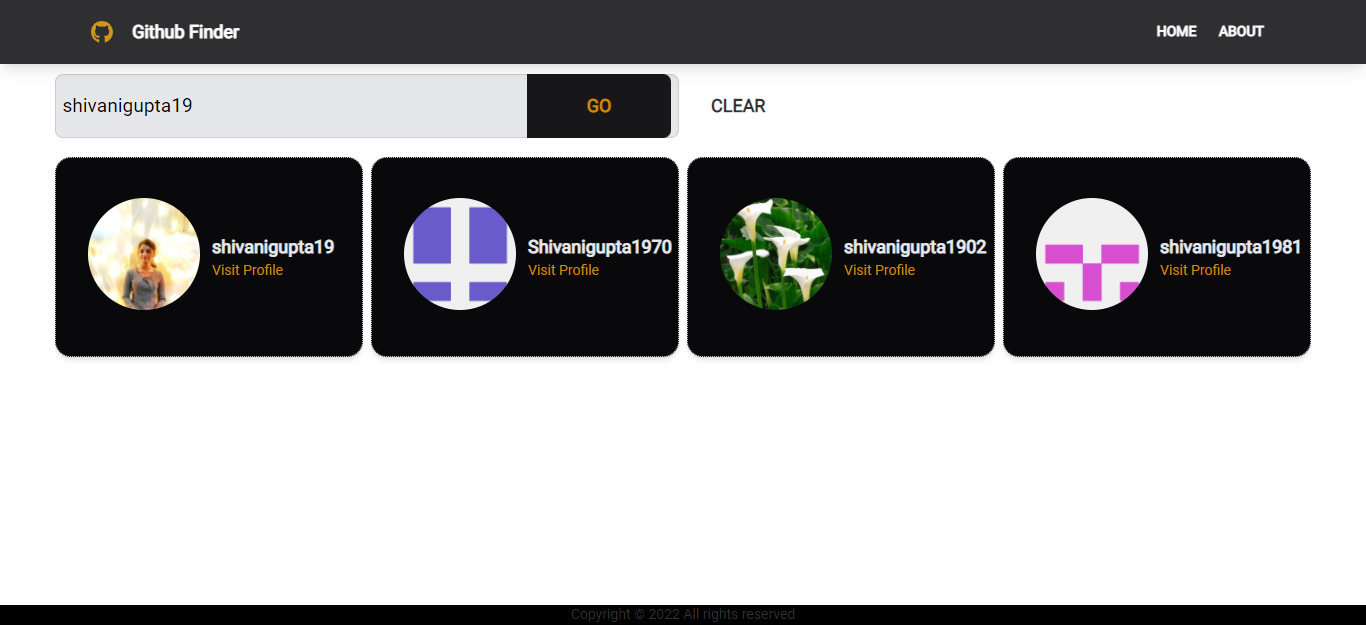 Github Finder
HOME ABOUT
shivanigupta19 GO CLEAR
shivanigupta19 Shivanigupta1970 shivanigupta1902 shivanigupta1981
Visit Profile Visit Profile Visit Profile Visit Profile
Copyright © 2022 All rights reserved